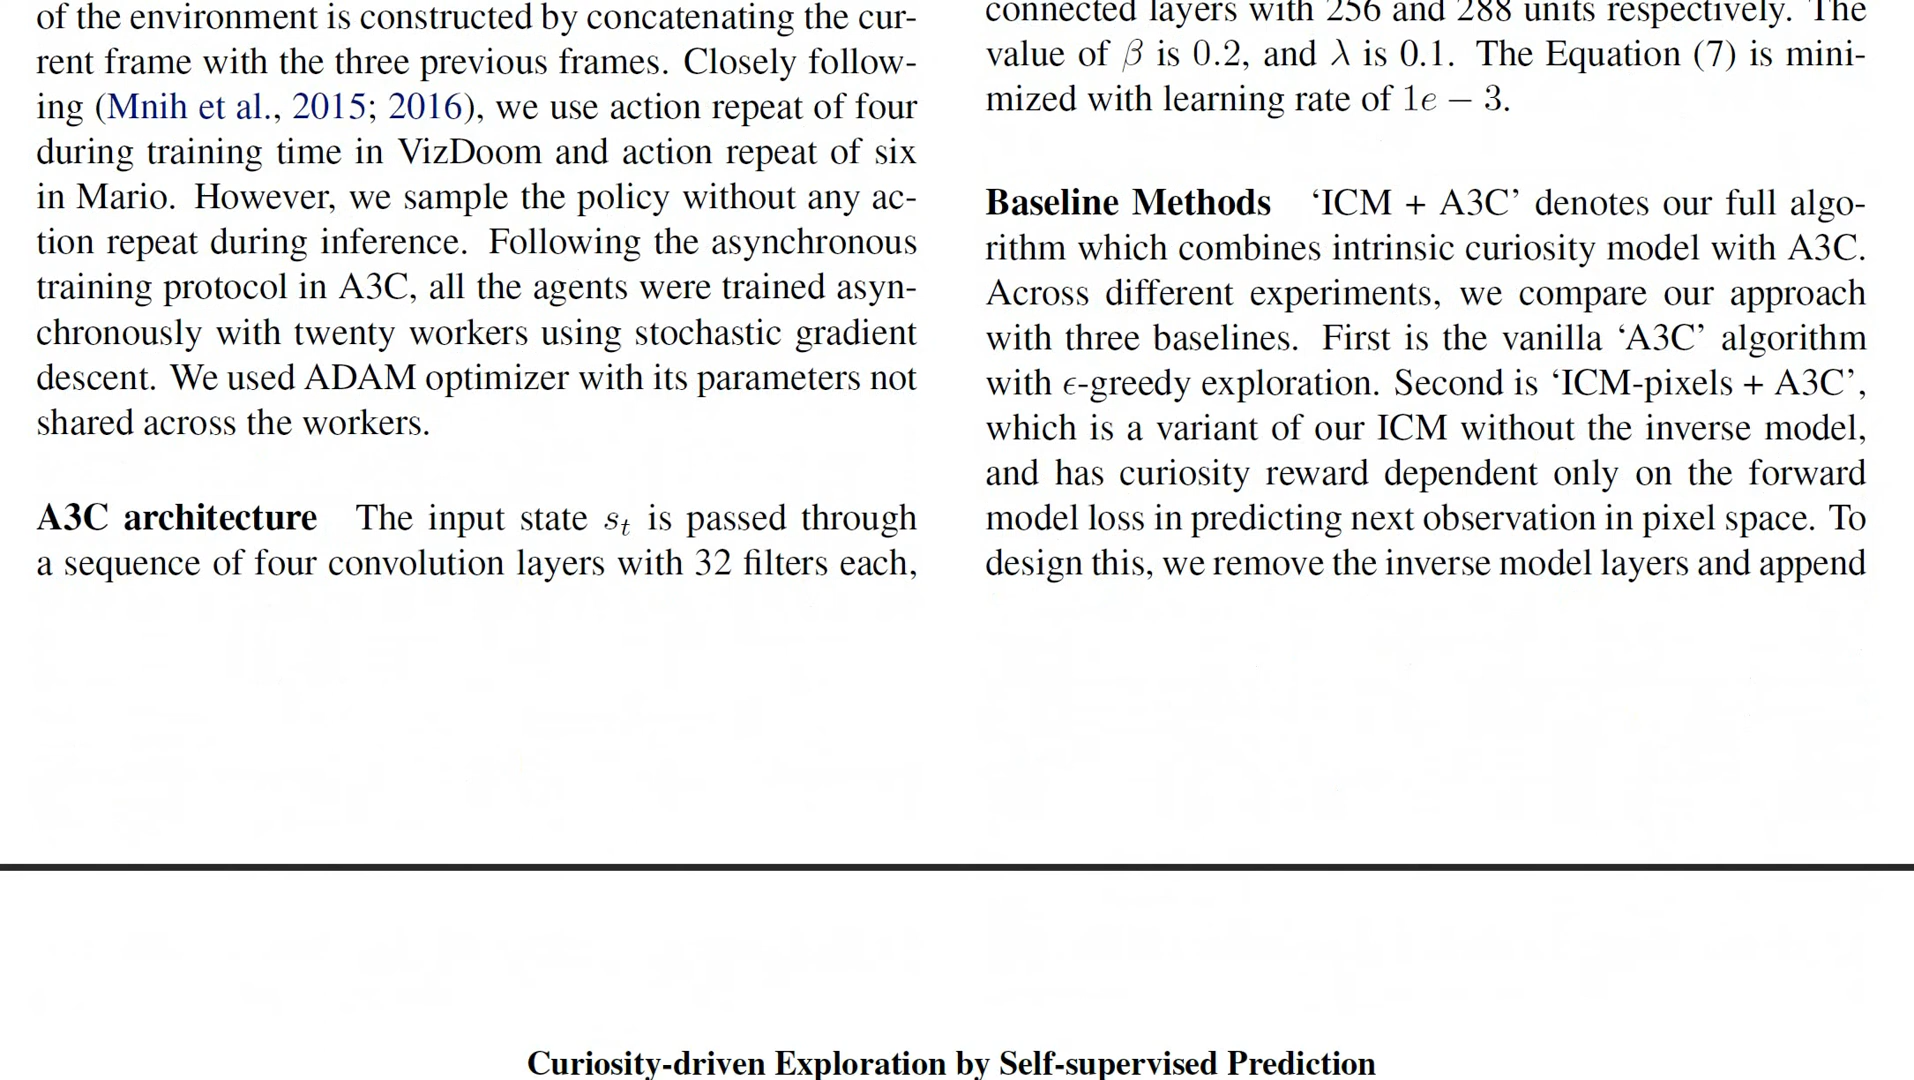 of the environment is constructed by concatenating the cur-
rent frame with the three previous frames. Closely follow-
ing (Mnih et al., 2015; 2016), we use action repeat of four
during training time in VizDoom and action repeat of six
in Mario. However, we sample the policy without any ac-
tion repeat during inference. Following the asynchronous
training protocol in A3C, all the agents were trained asyn-
chronously with twenty workers using stochastic gradient
descent. We used ADAM optimizer with its parameters not
shared across the workers.
A3C architecture The input state s_t is passed through
a sequence of four convolution layers with 32 filters each,
connected layers with 256 and 288 units respectively. The
value of β is 0.2, and λ is 0.1. The Equation (7) is mini-
mized with learning rate of 1e − 3.
Baseline Methods ‘ICM + A3C’ denotes our full algo-
rithm which combines intrinsic curiosity model with A3C.
Across different experiments, we compare our approach
with three baselines. First is the vanilla ‘A3C’ algorithm
with ϵ-greedy exploration. Second is ‘ICM-pixels + A3C’,
which is a variant of our ICM without the inverse model,
and has curiosity reward dependent only on the forward
model loss in predicting next observation in pixel space. To
design this, we remove the inverse model layers and append
Curiosity-driven Exploration by Self-supervised Prediction